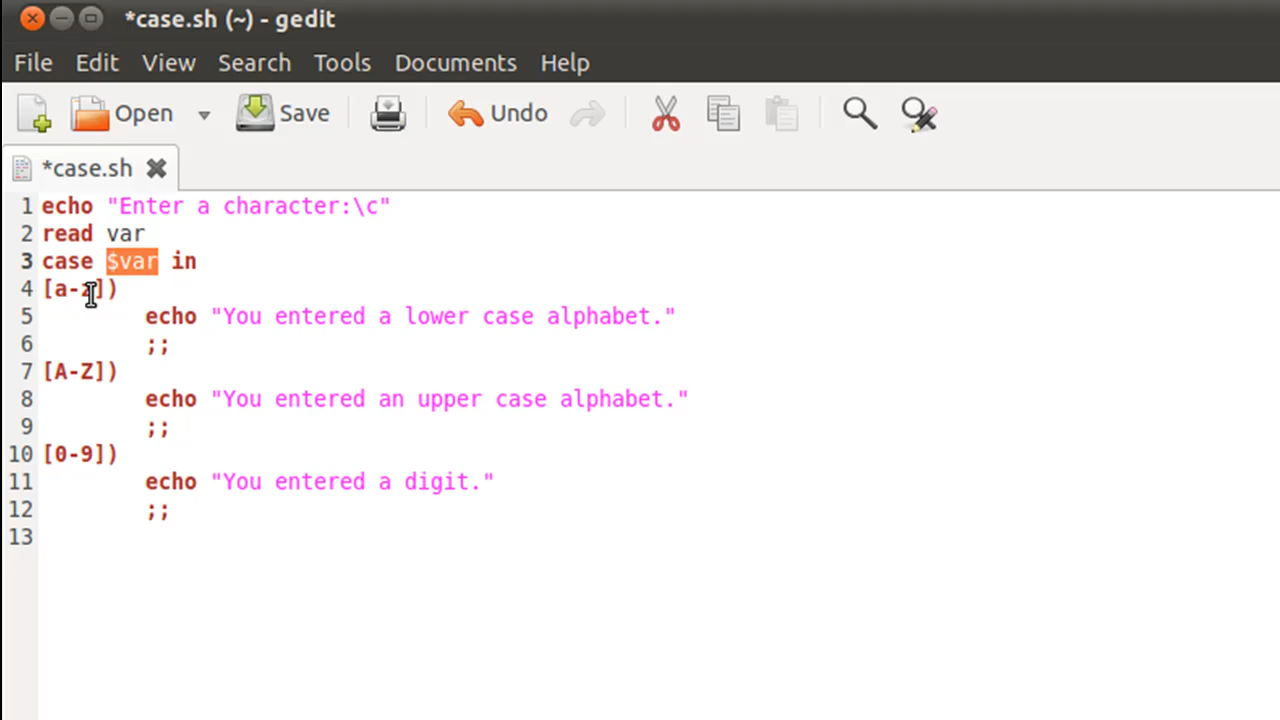 *case.sh (~) - gedit
File Edit View Search Tools Documents Help
Open Save Undo
*case.sh
1 echo "Enter a character:\c"
2 read var
3 case $var in
4 [a-z])
5 echo "You entered a lower case alphabet."
6 ;;
7 [A-Z])
8 echo "You entered an upper case alphabet."
9 ;;
10 [0-9])
11 echo "You entered a digit."
12 ;;
13